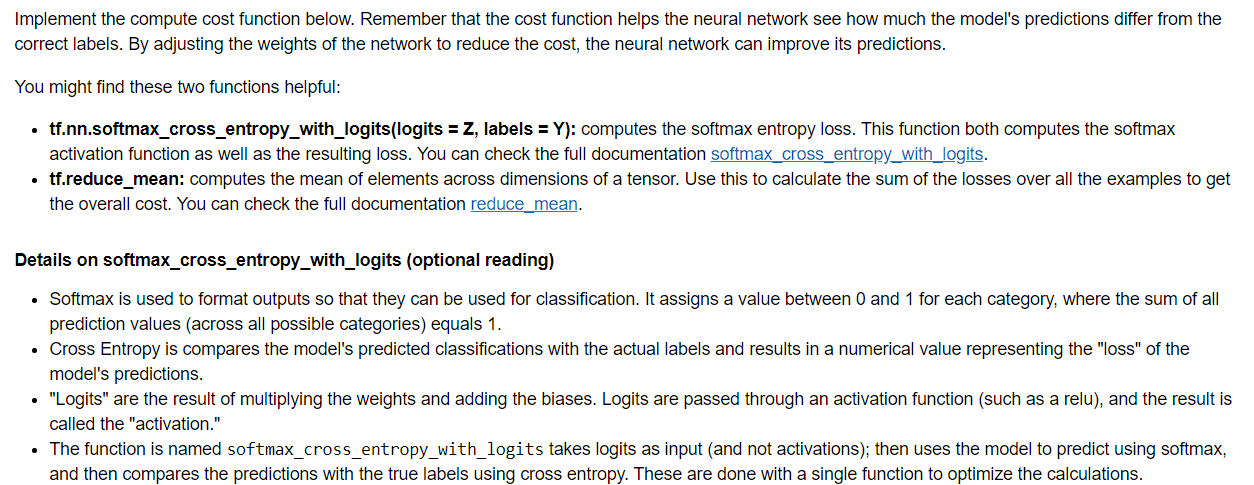 Implement the compute cost function below. Remember that the cost function helps the neural network see how much the model's predictions differ from the
correct labels. By adjusting the weights of the network to reduce the cost, the neural network can improve its predictions.
You might find these two functions helpful:
• tf.nn.softmax_cross_entropy_with_logits(logits = Z, labels = Y): computes the softmax entropy loss. This function both computes the softmax
activation function as well as the resulting loss. You can check the full documentation softmax_cross_entropy_with_logits.
• tf.reduce_mean: computes the mean of elements across dimensions of a tensor. Use this to calculate the sum of the losses over all the examples to get
the overall cost. You can check the full documentation reduce_mean.
Details on softmax_cross_entropy_with_logits (optional reading)
• Softmax is used to format outputs so that they can be used for classification. It assigns a value between 0 and 1 for each category, where the sum of all
prediction values (across all possible categories) equals 1.
• Cross Entropy is compares the model's predicted classifications with the actual labels and results in a numerical value representing the "loss" of the
model's predictions.
• "Logits" are the result of multiplying the weights and adding the biases. Logits are passed through an activation function (such as a relu), and the result is
called the "activation."
• The function is named softmax_cross_entropy_with_logits takes logits as input (and not activations); then uses the model to predict using softmax,
and then compares the predictions with the true labels using cross entropy. These are done with a single function to optimize the calculations.